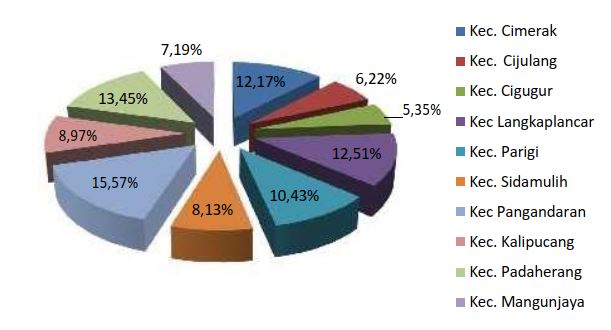 7,19%
12,17%
6,22%
5,35%
13,45%
8,97%
12,51%
15,57%
10,43%
8,13%
Kec. Cimerak
Kec. Cijulang
Kec. Cigugur
Kec Langkaplancar
Kec. Parigi
Kec. Sidamulih
Kec Pangandaran
Kec. Kalipucang
Kec. Padaherang
Kec. Mangunjaya